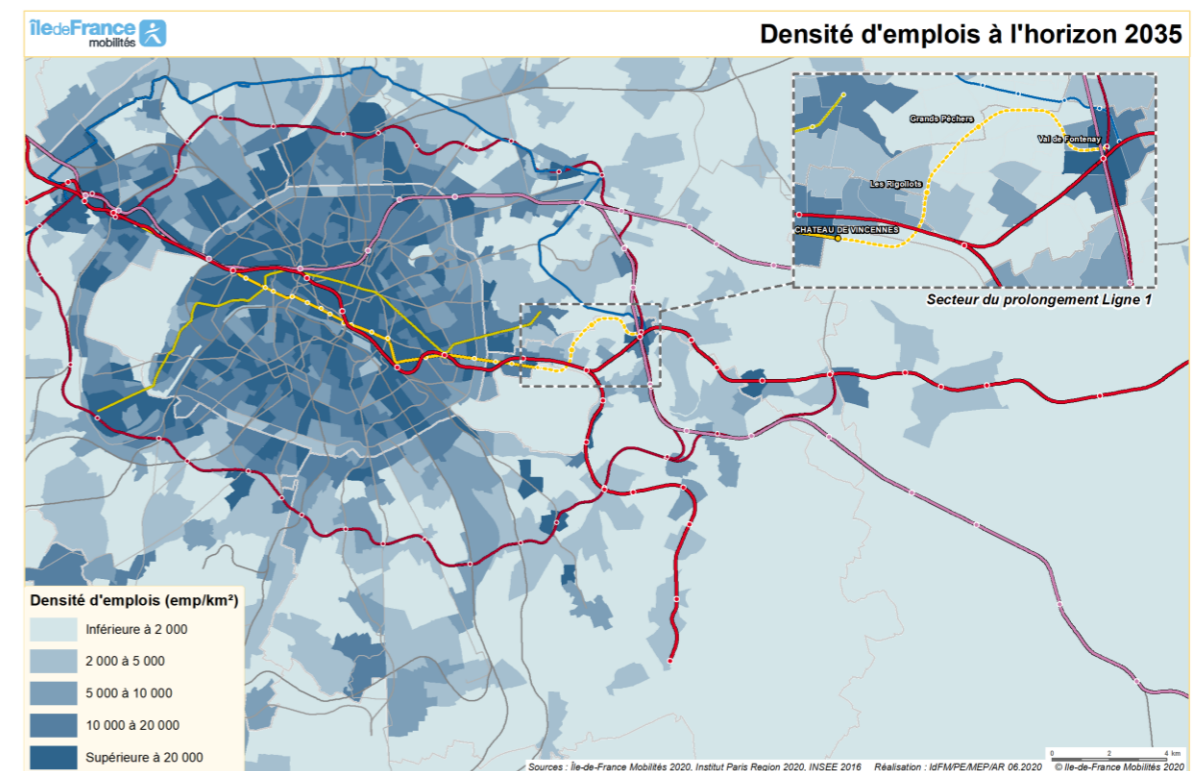 îledeFrance
mobilités
Densité d'emplois à l'horizon 2035
Grands Pêchers
Val de Fontenay
Les Rigollots
CHATEAU DE VINCENNES
Secteur du prolongement Ligne 1
Densité d'emplois (emp/km²)
Inférieure à 2 000
2 000 à 5 000
5 000 à 10 000
10 000 à 20 000
Supérieure à 20 000
0 2 4 km
Sources : Île-de-France Mobilités 2020, Institut Paris Region 2020, INSEE 2016 Réalisation : IdFM/PE/MEP/AR 06.2020 © Ile-de-France Mobilités 2020